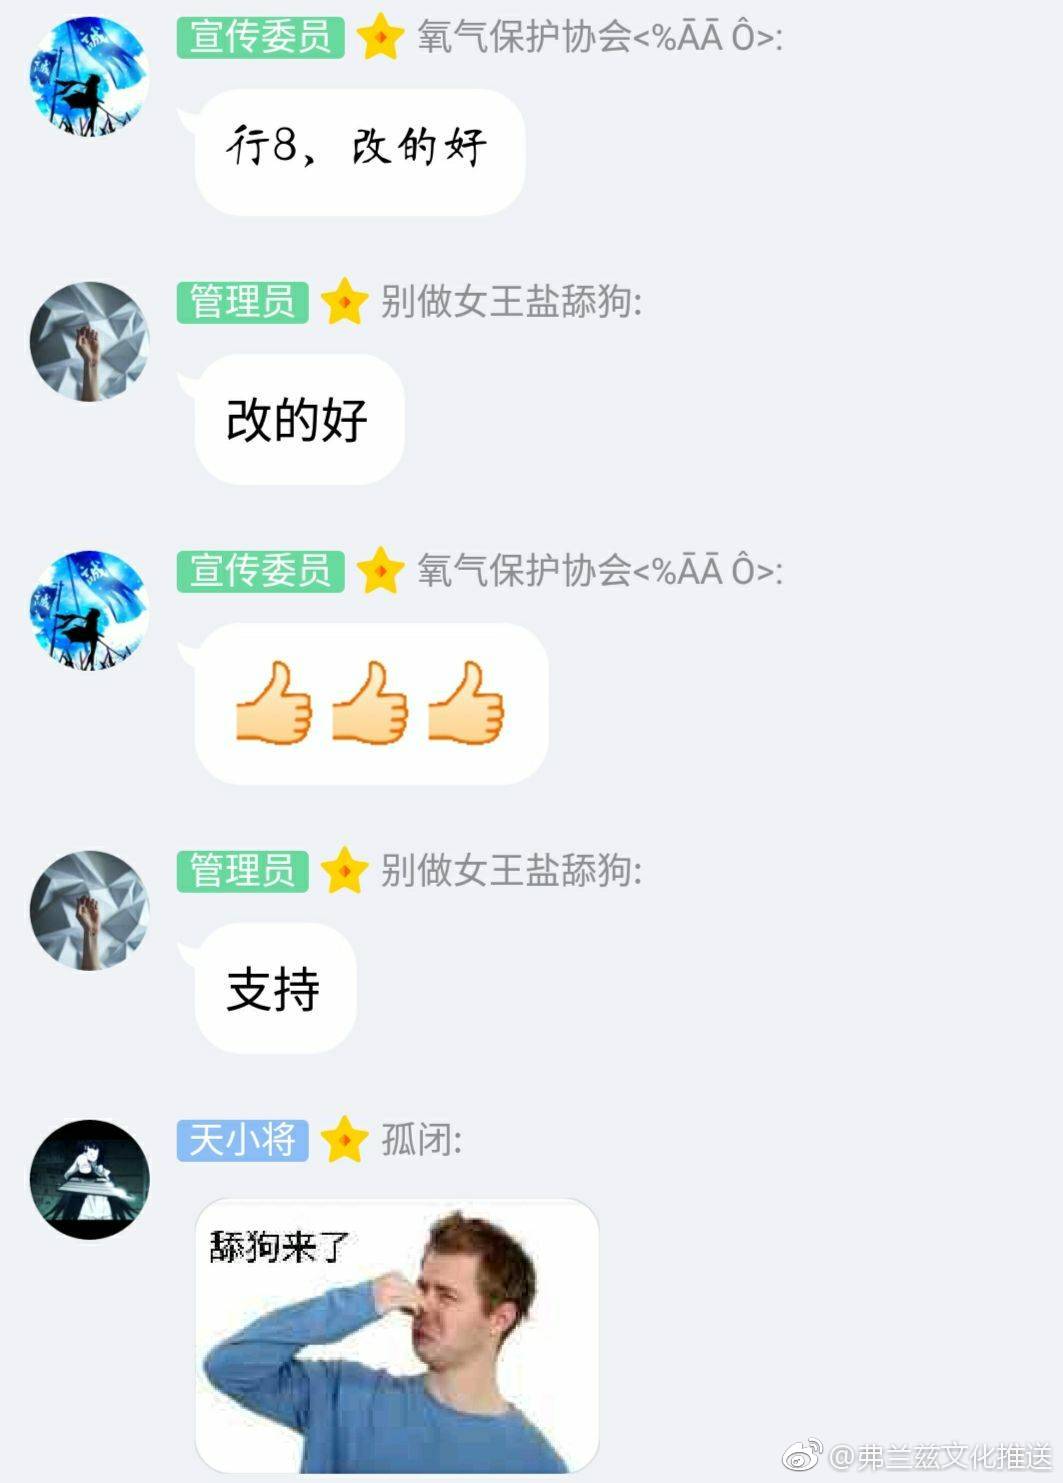 宣传委员 氧气保护协会<%ĀĀ Ô>:
行8，改的好
管理员 别做女王盐舔狗:
改的好
宣传委员 氧气保护协会<%ĀĀ Ô>:
管理员 别做女王盐舔狗:
支持
天小将 孤闭:
舔狗来了
@弗兰兹文化推送